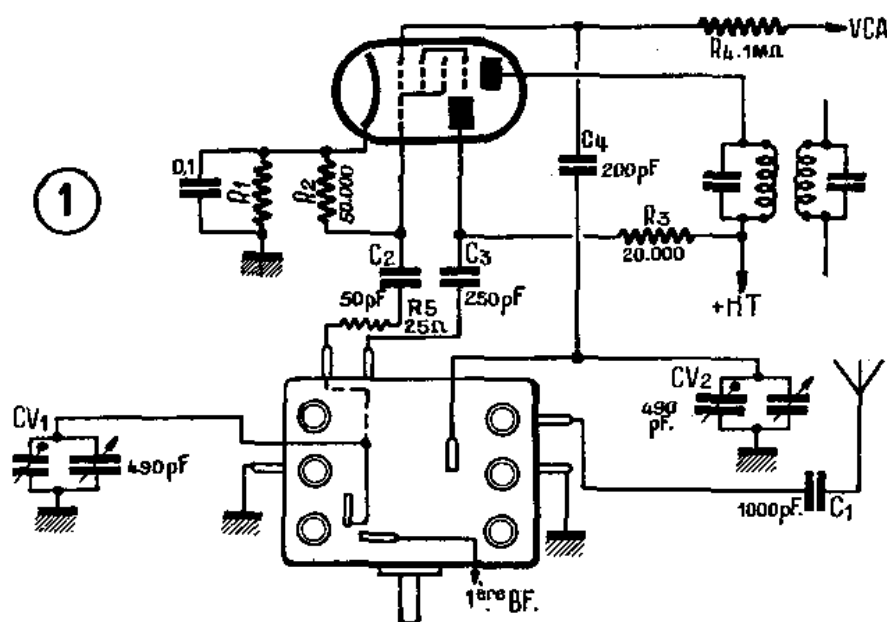 VCA
R4.1MΩ
C4
200pF
0,1
R1
R2
50.000
1
R3
20.000
C2
C3
50pF
250pF
R5
25Ω
+HT
CV1
490pF
CV2
490
pF.
1000pF.
C1
1ère BF.